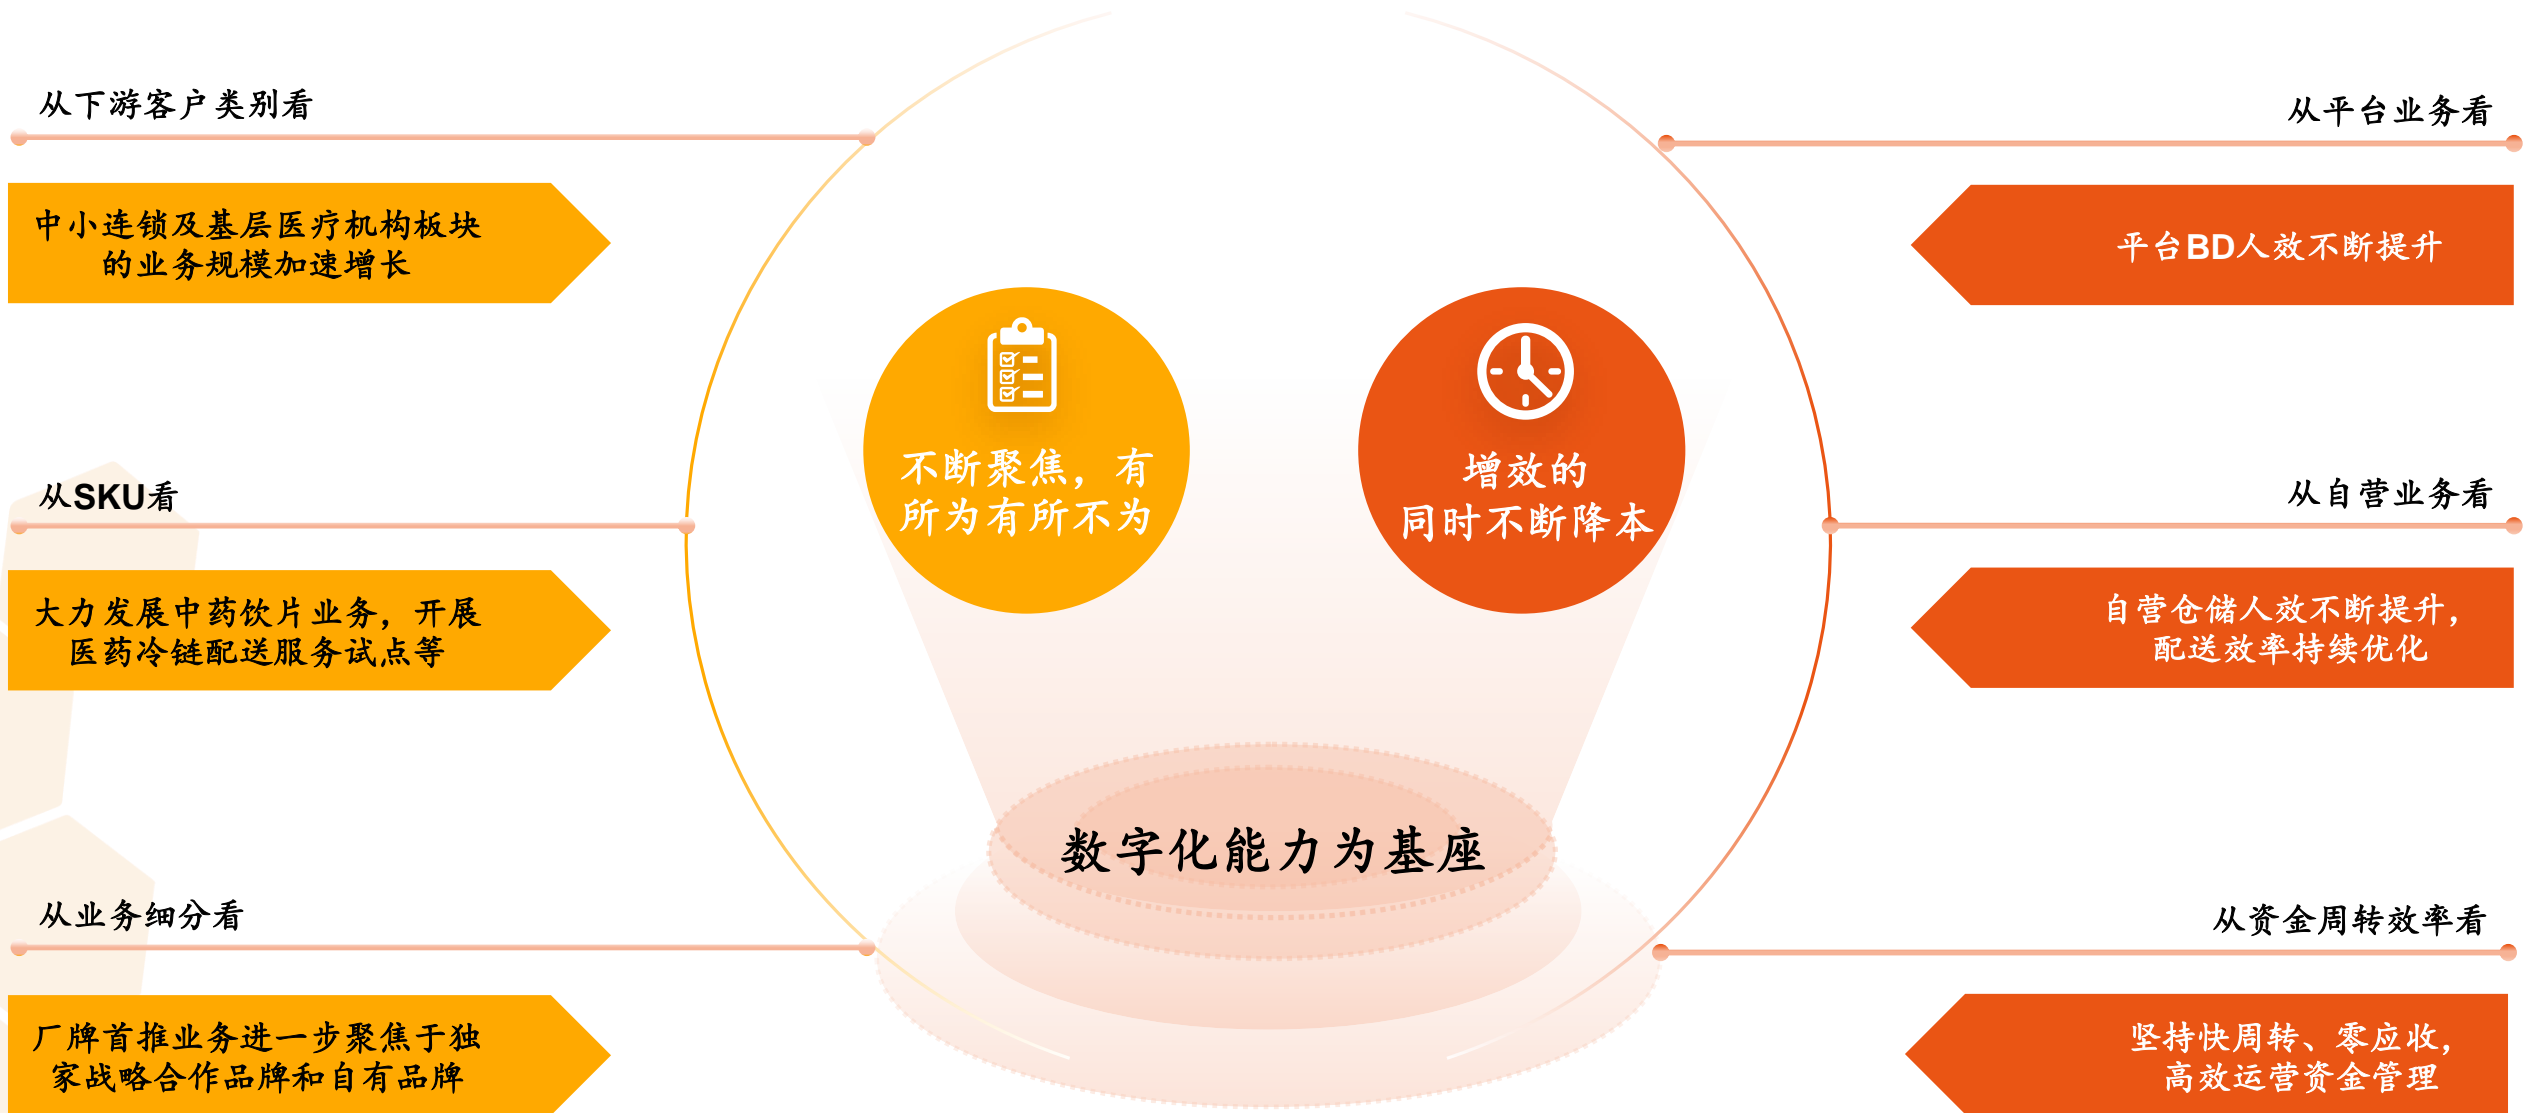 从下游客户类别看
中小连锁及基层医疗机构板块
的业务规模加速增长
从SKU看
大力发展中药饮片业务，开展
医药冷链配送服务试点等
从业务细分看
厂牌首推业务进一步聚焦于独
家战略合作品牌和自有品牌
不断聚焦，有
所为有所不为
增效的
同时不断降本
数字化能力为基座
从平台业务看
平台BD人效不断提升
从自营业务看
自营仓储人效不断提升，
配送效率持续优化
从资金周转效率看
坚持快周转、零应收，
高效运营资金管理